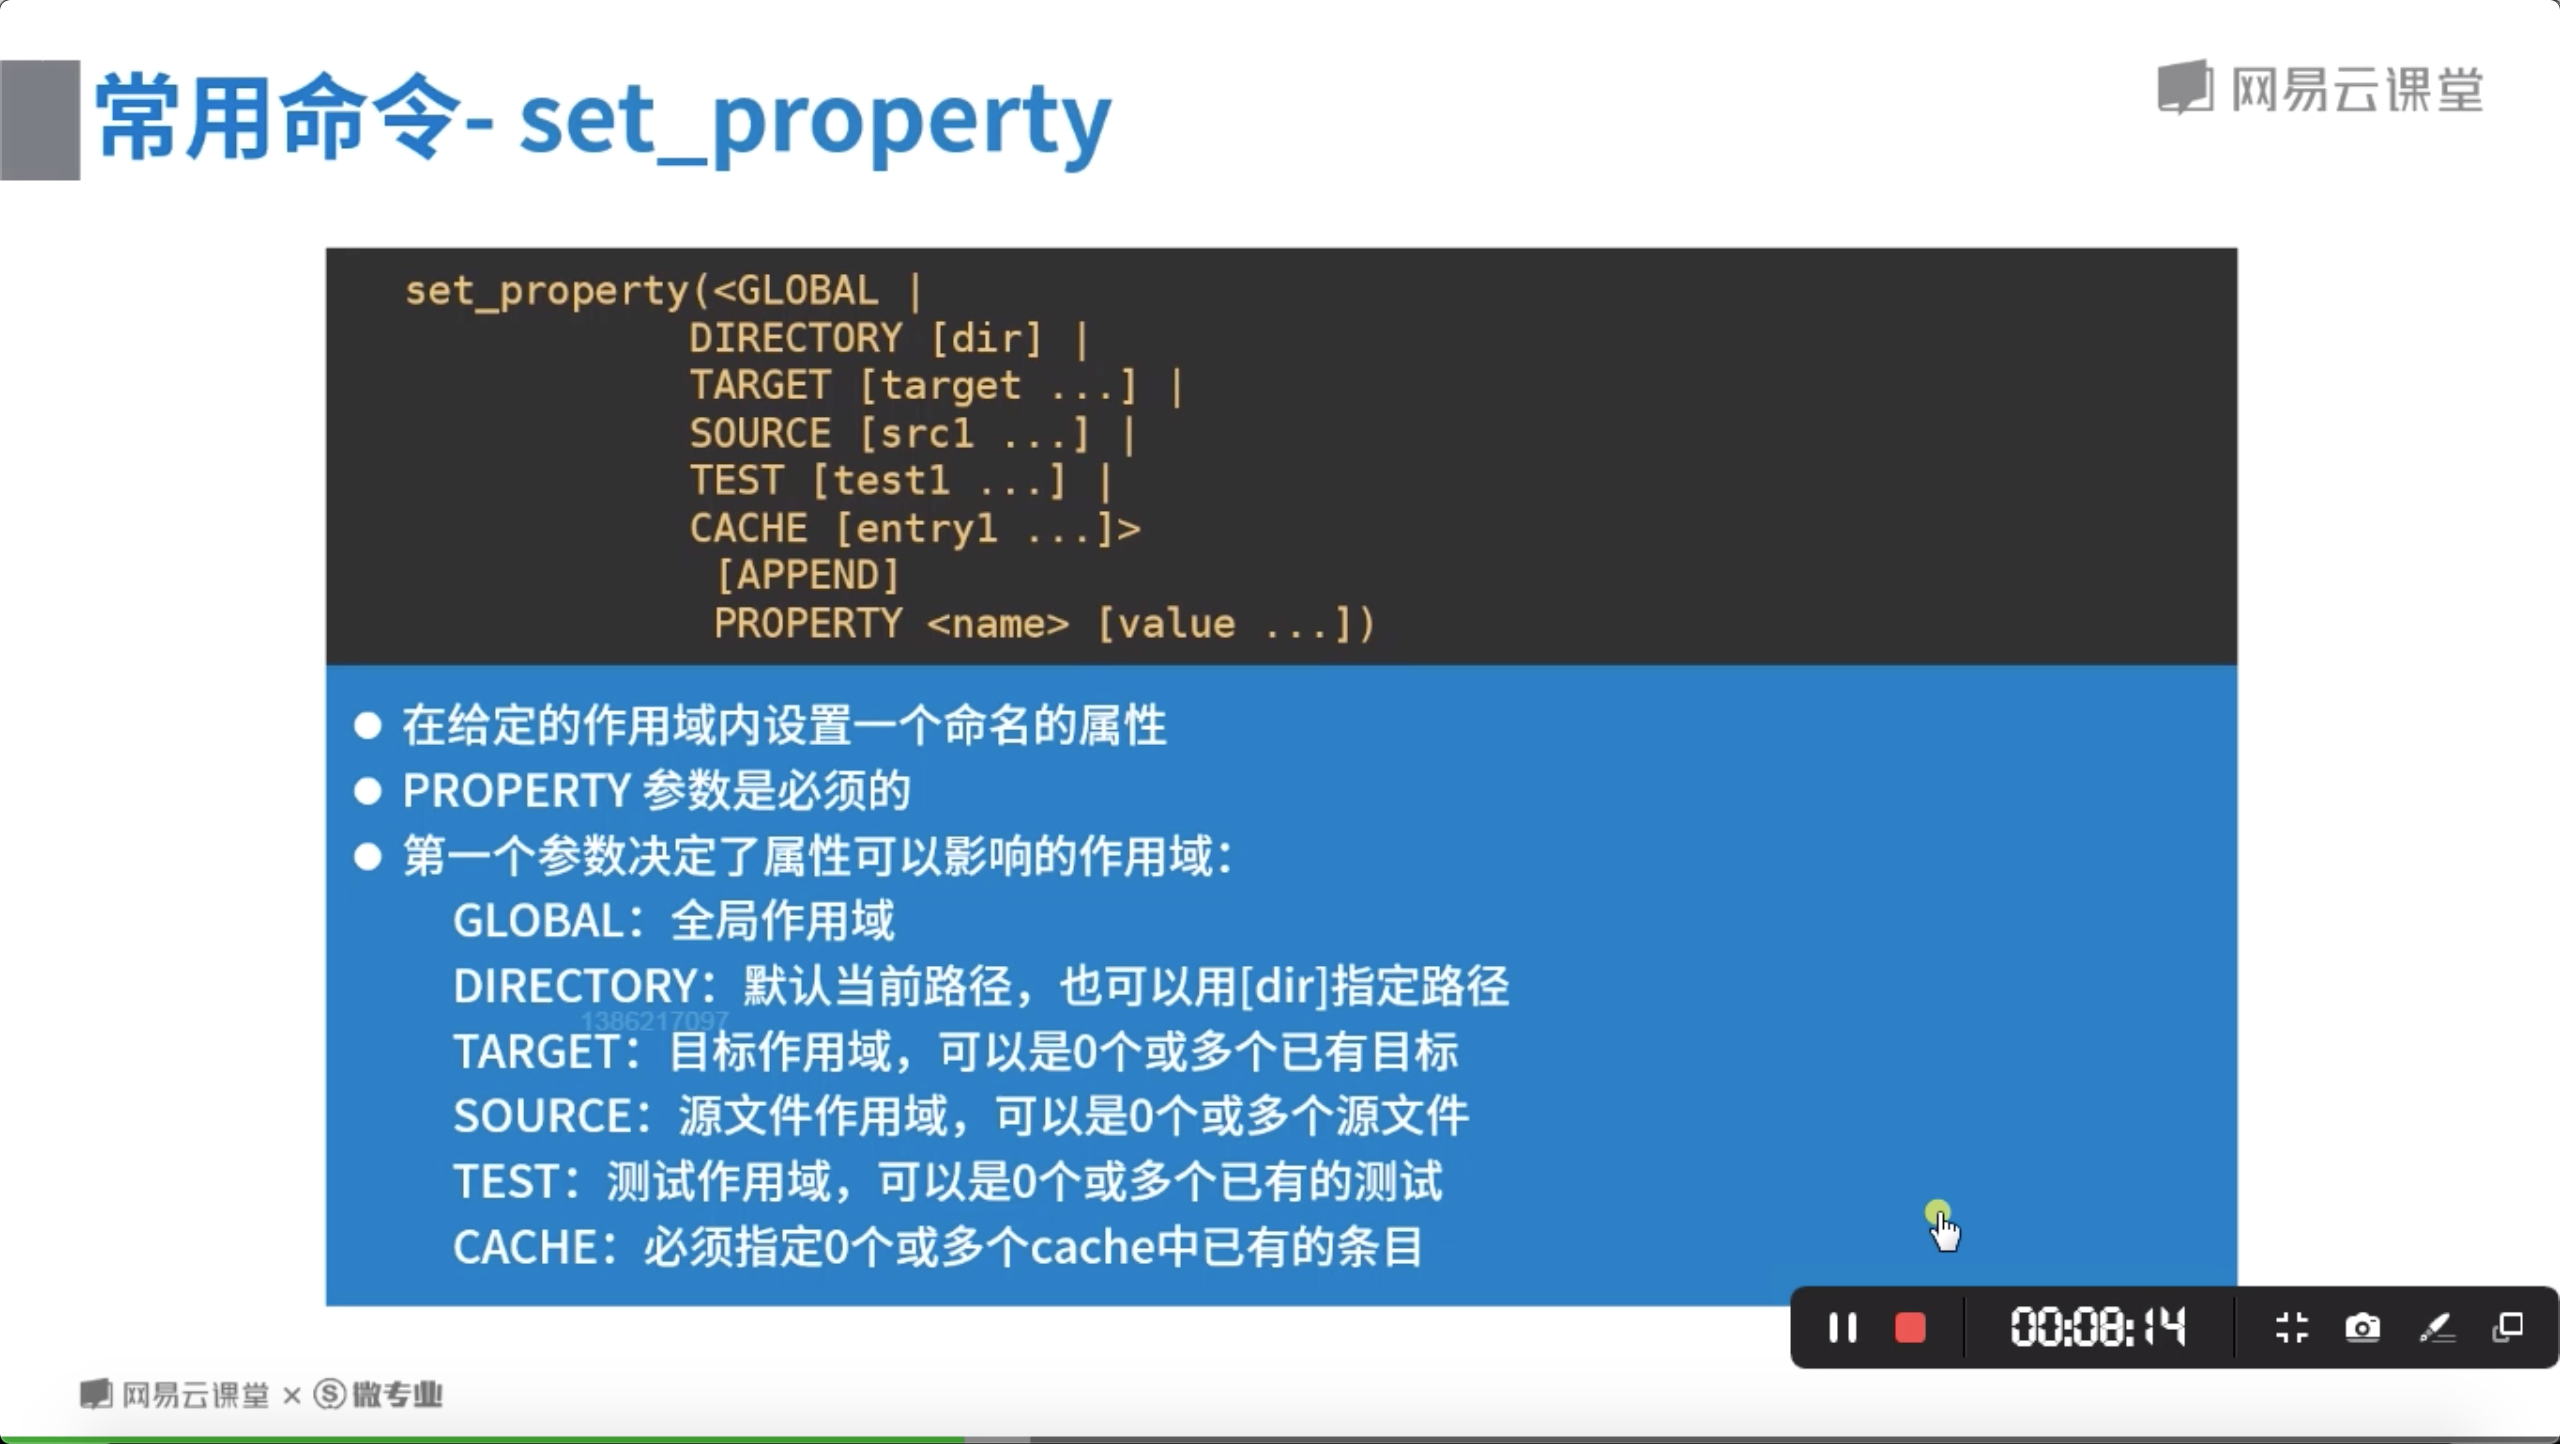 常用命令- set_property
网易云课堂
set_property(<GLOBAL |
DIRECTORY [dir] |
TARGET [target ...] |
SOURCE [src1 ...] |
TEST [test1 ...] |
CACHE [entry1 ...]>
[APPEND]
PROPERTY <name> [value ...])
● 在给定的作用域内设置一个命名的属性
● PROPERTY 参数是必须的
● 第一个参数决定了属性可以影响的作用域：
GLOBAL：全局作用域
DIRECTORY：默认当前路径，也可以用[dir]指定路径
1386217097
TARGET：目标作用域，可以是0个或多个已有目标
SOURCE：源文件作用域，可以是0个或多个源文件
TEST：测试作用域，可以是0个或多个已有的测试
CACHE：必须指定0个或多个cache中已有的条目
00:08:14
网易云课堂 × Ⓢ 微专业